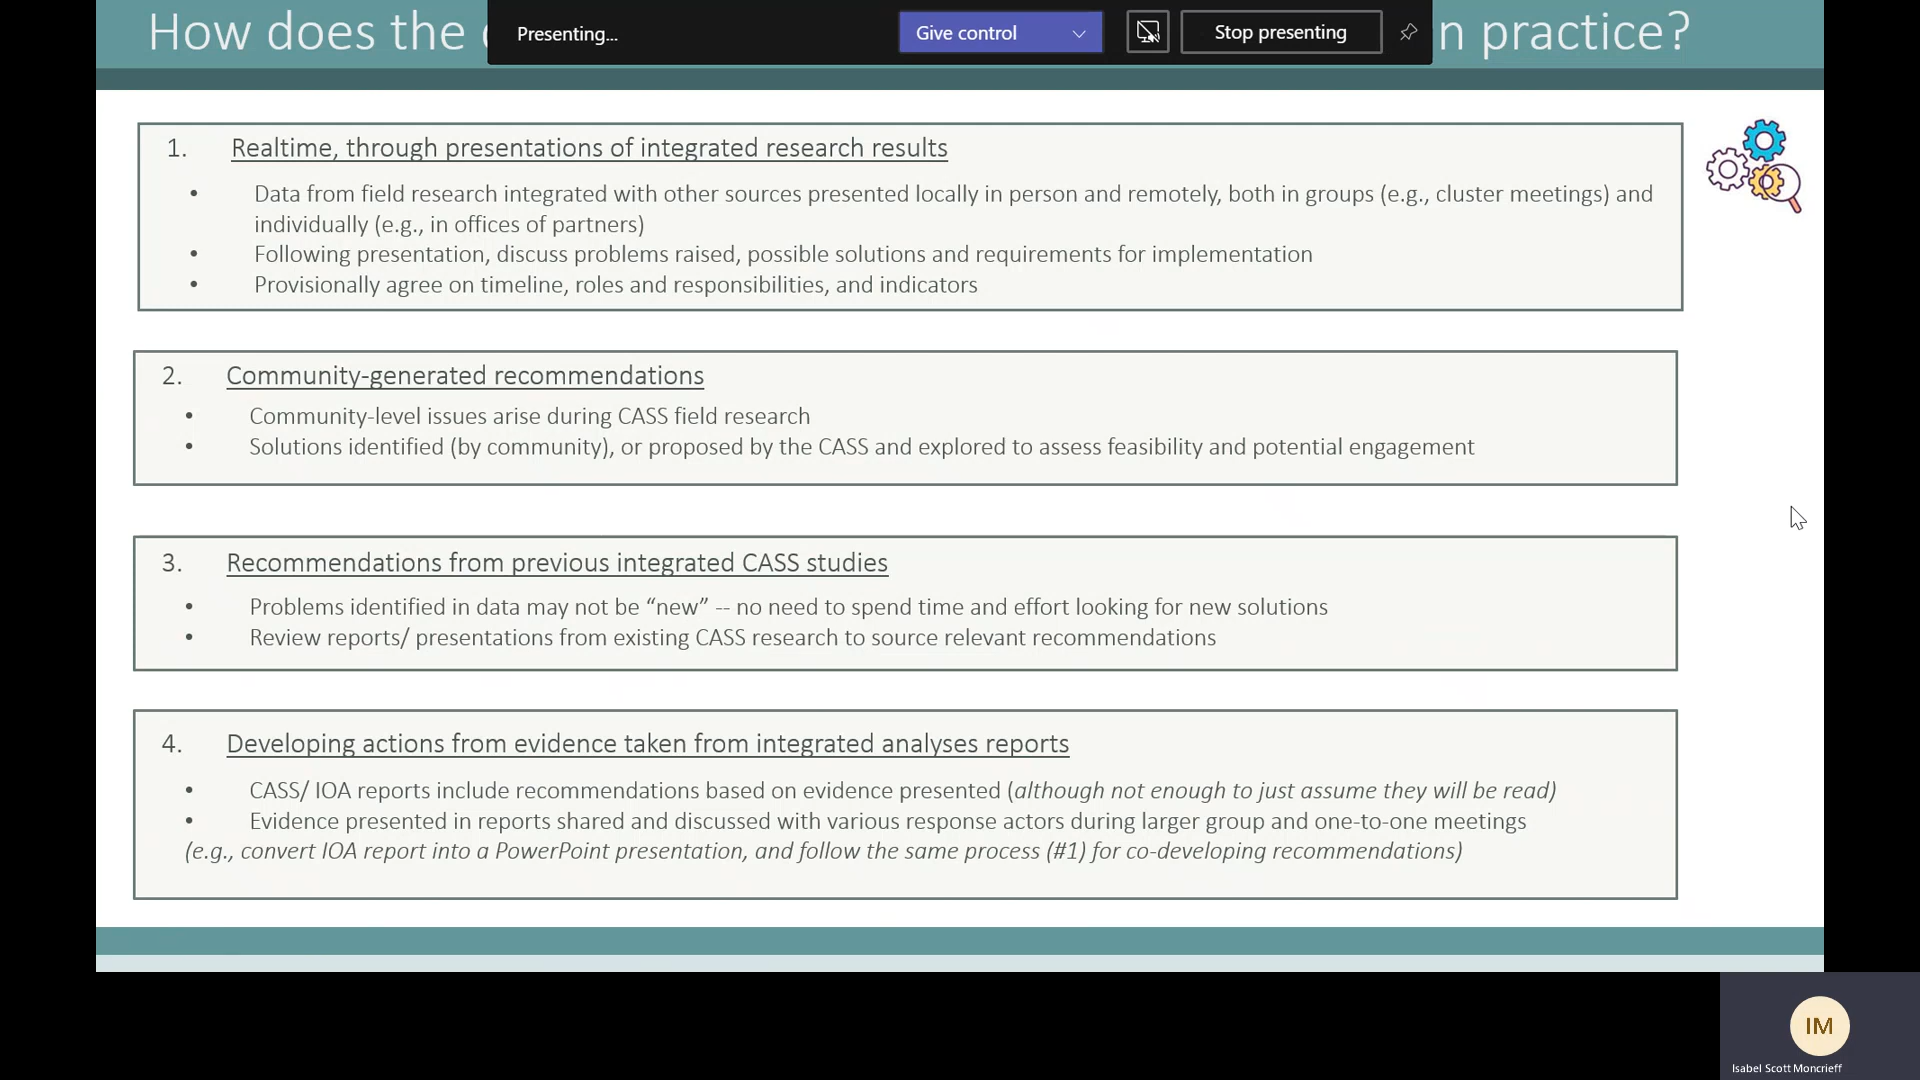 How does the
Presenting...
Give control
Stop presenting
n practice?
1. Realtime, through presentations of integrated research results
• Data from field research integrated with other sources presented locally in person and remotely, both in groups (e.g., cluster meetings) and
individually (e.g., in offices of partners)
• Following presentation, discuss problems raised, possible solutions and requirements for implementation
• Provisionally agree on timeline, roles and responsibilities, and indicators
2. Community-generated recommendations
• Community-level issues arise during CASS field research
• Solutions identified (by community), or proposed by the CASS and explored to assess feasibility and potential engagement
3. Recommendations from previous integrated CASS studies
• Problems identified in data may not be “new” -- no need to spend time and effort looking for new solutions
• Review reports/ presentations from existing CASS research to source relevant recommendations
4. Developing actions from evidence taken from integrated analyses reports
• CASS/ IOA reports include recommendations based on evidence presented (although not enough to just assume they will be read)
• Evidence presented in reports shared and discussed with various response actors during larger group and one-to-one meetings
(e.g., convert IOA report into a PowerPoint presentation, and follow the same process (#1) for co-developing recommendations)
IM
Isabel Scott Moncrieff